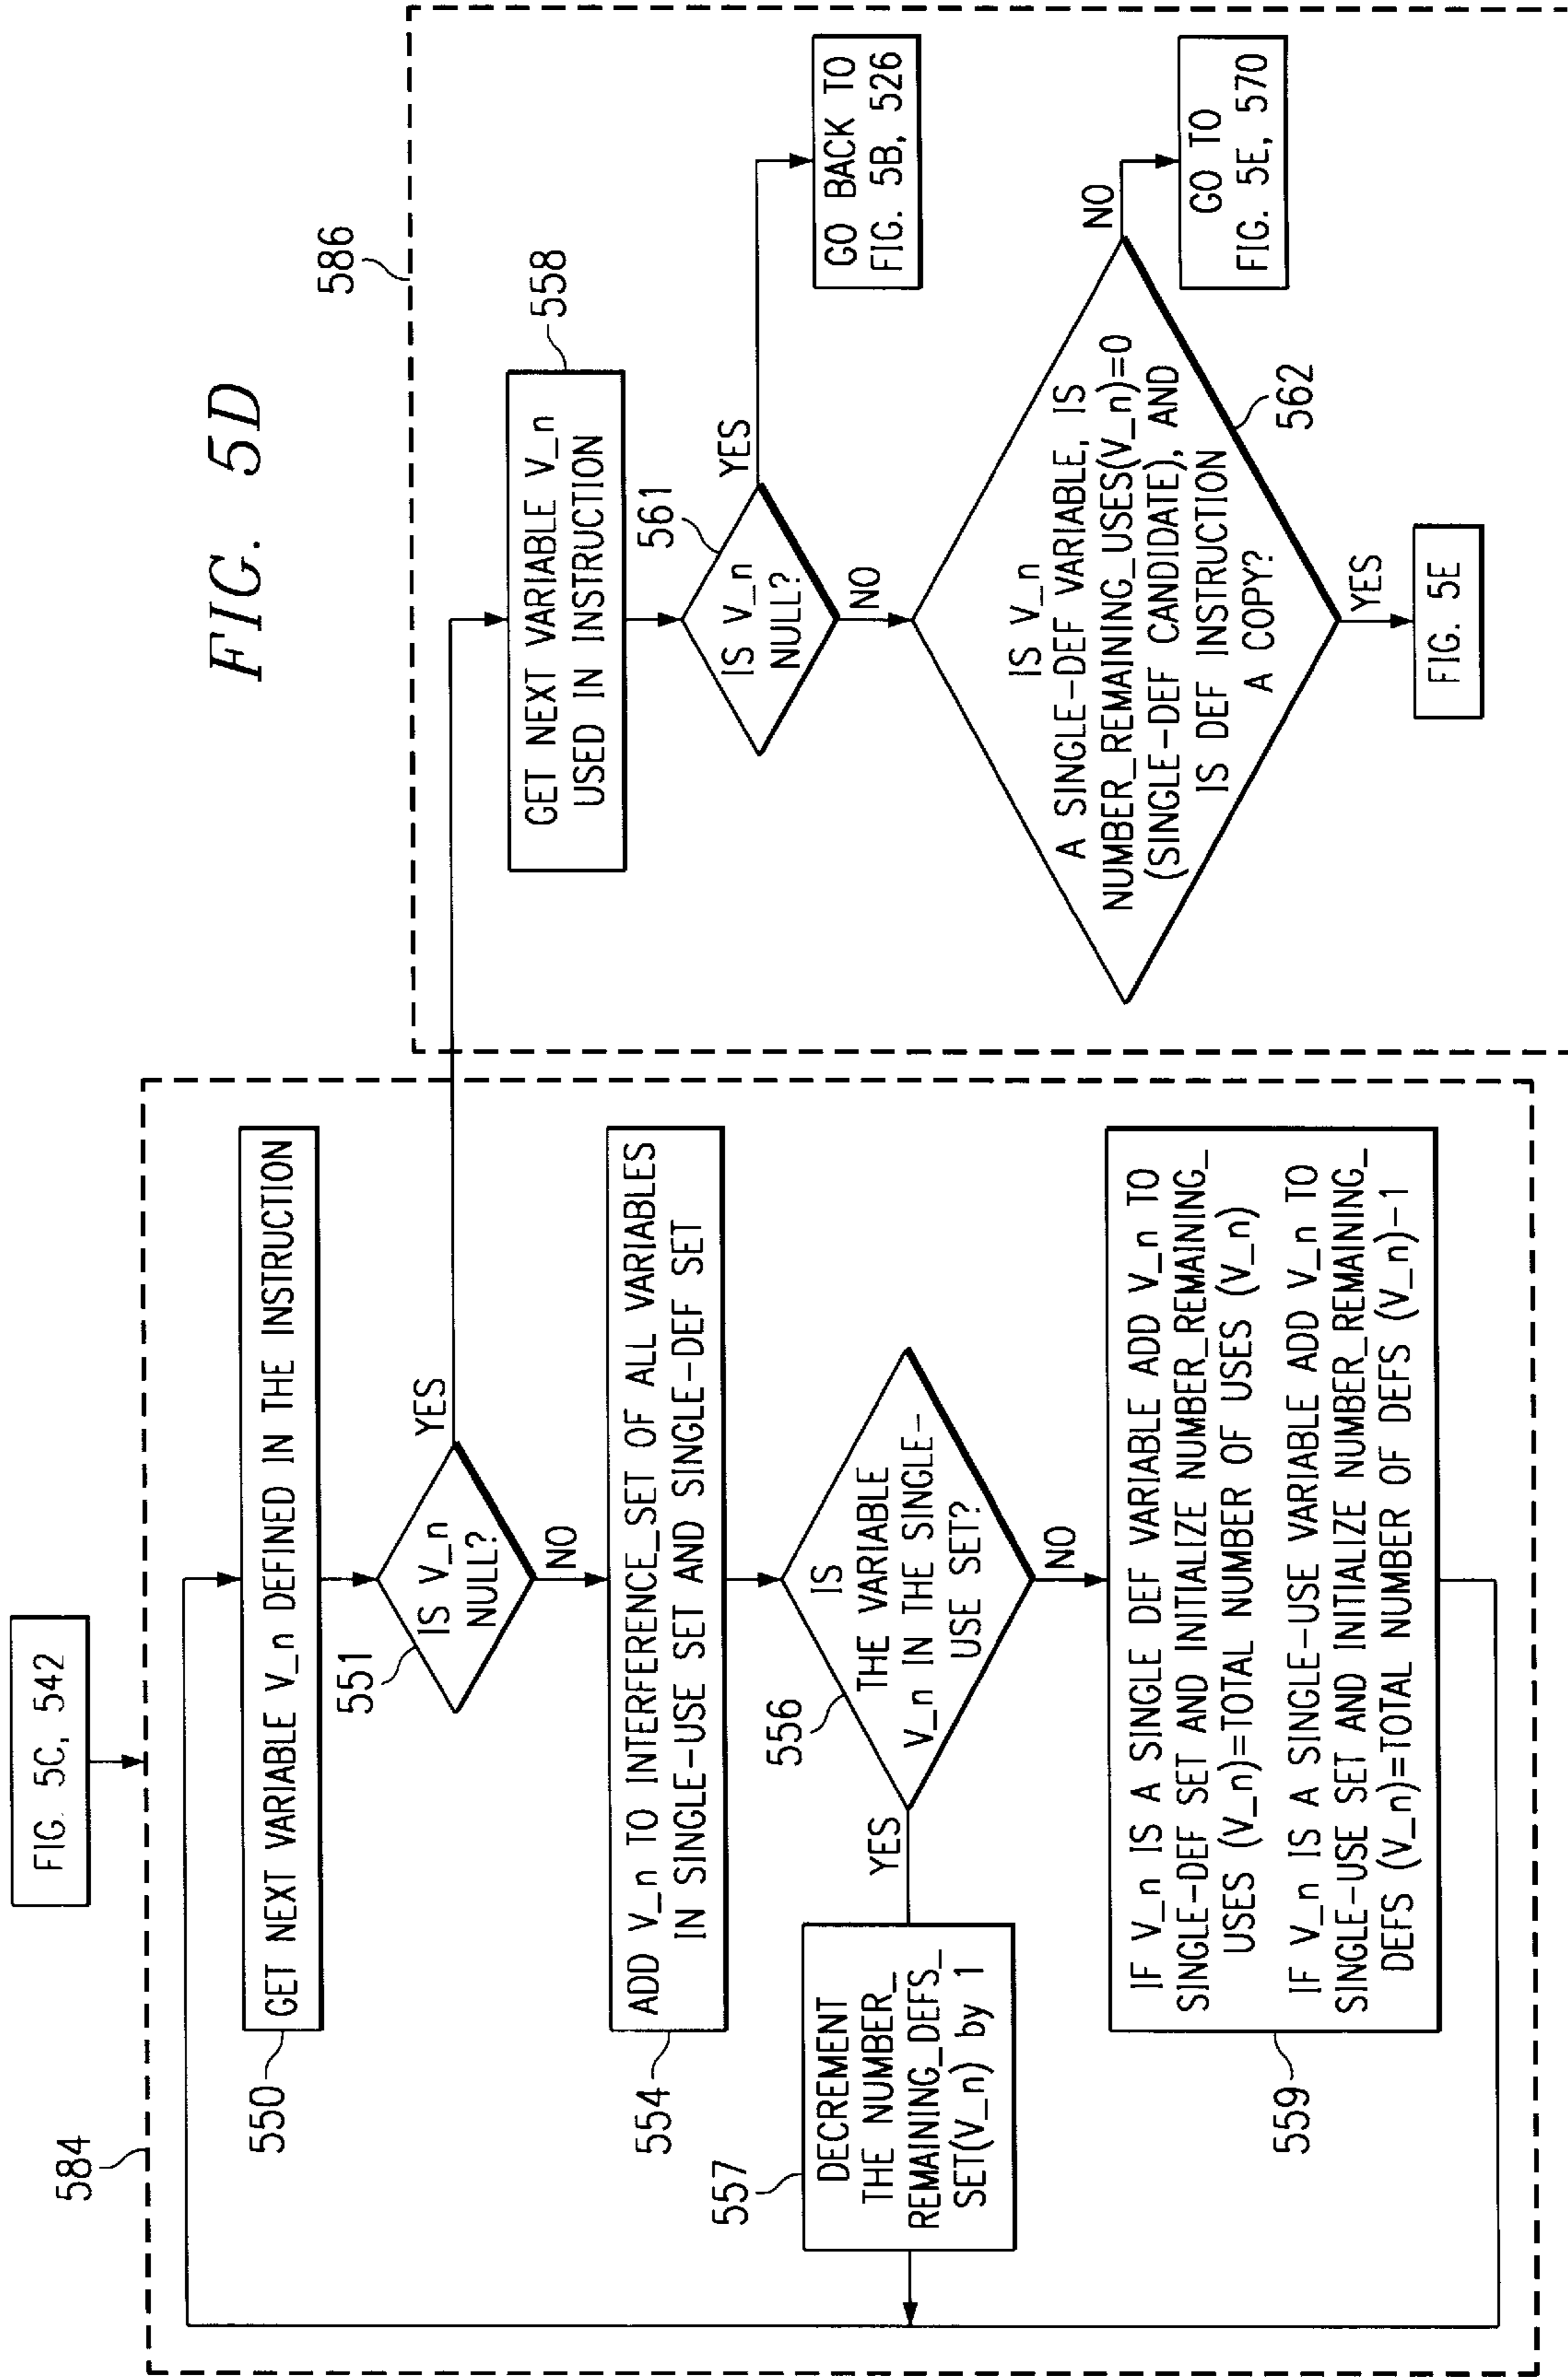 FIG. 5D
FIG. 5C, 542
584
550
GET NEXT VARIABLE V_n DEFINED IN THE INSTRUCTION
551
IS V_n
NULL?
YES
NO
554
ADD V_n TO INTERFERENCE_SET OF ALL VARIABLES
IN SINGLE-USE SET AND SINGLE-DEF SET
556
IS
THE VARIABLE
V_n IN THE SINGLE-
USE SET?
YES
NO
557
DECREMENT
THE NUMBER_
REMAINING_DEFS_
SET(V_n) by 1
559
IF V_n IS A SINGLE DEF VARIABLE ADD V_n TO
SINGLE-DEF SET AND INITIALIZE NUMBER_REMAINING_
USES (V_n)=TOTAL NUMBER OF USES (V_n)
IF V_n IS A SINGLE-USE VARIABLE ADD V_n TO
SINGLE-USE SET AND INITIALIZE NUMBER_REMAINING_
DEFS (V_n)=TOTAL NUMBER OF DEFS (V_n)-1
586
558
GET NEXT VARIABLE V_n
USED IN INSTRUCTION
561
IS V_n
NULL?
YES
NO
GO BACK TO
FIG. 5B, 526
IS V_n
A SINGLE-DEF VARIABLE, IS
NUMBER_REMAINING_USES(V_n)=0
(SINGLE-DEF CANDIDATE), AND
IS DEF INSTRUCTION
A COPY?
562
NO
GO TO
FIG. 5E, 570
YES
FIG. 5E